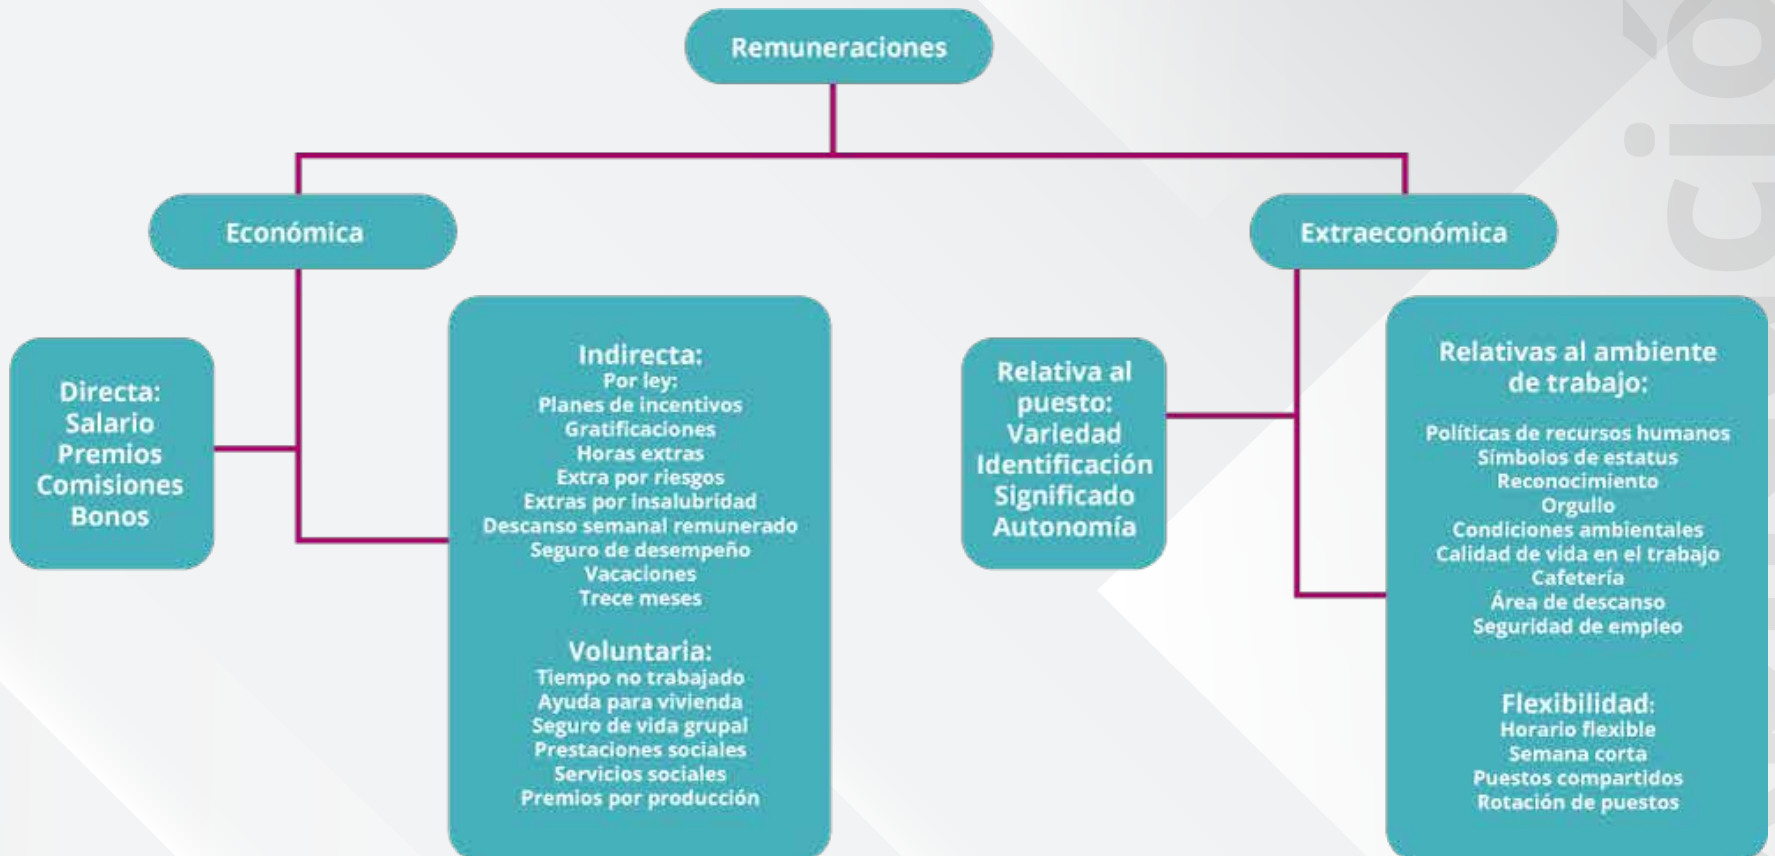 Remuneraciones
Económica
Extraeconómica
Directa:
Salario
Premios
Comisiones
Bonos
Indirecta:
Por ley:
Planes de incentivos
Gratificaciones
Horas extras
Extra por riesgos
Extras por insalubridad
Descanso semanal remunerado
Seguro de desempeño
Vacaciones
Trece meses
Voluntaria:
Tiempo no trabajado
Ayuda para vivienda
Seguro de vida grupal
Prestaciones sociales
Servicios sociales
Premios por producción
Relativa al
puesto:
Variedad
Identificación
Significado
Autonomía
Relativas al ambiente
de trabajo:
Políticas de recursos humanos
Símbolos de estatus
Reconocimiento
Orgullo
Condiciones ambientales
Calidad de vida en el trabajo
Cafetería
Área de descanso
Seguridad de empleo
Flexibilidad:
Horario flexible
Semana corta
Puestos compartidos
Rotación de puestos